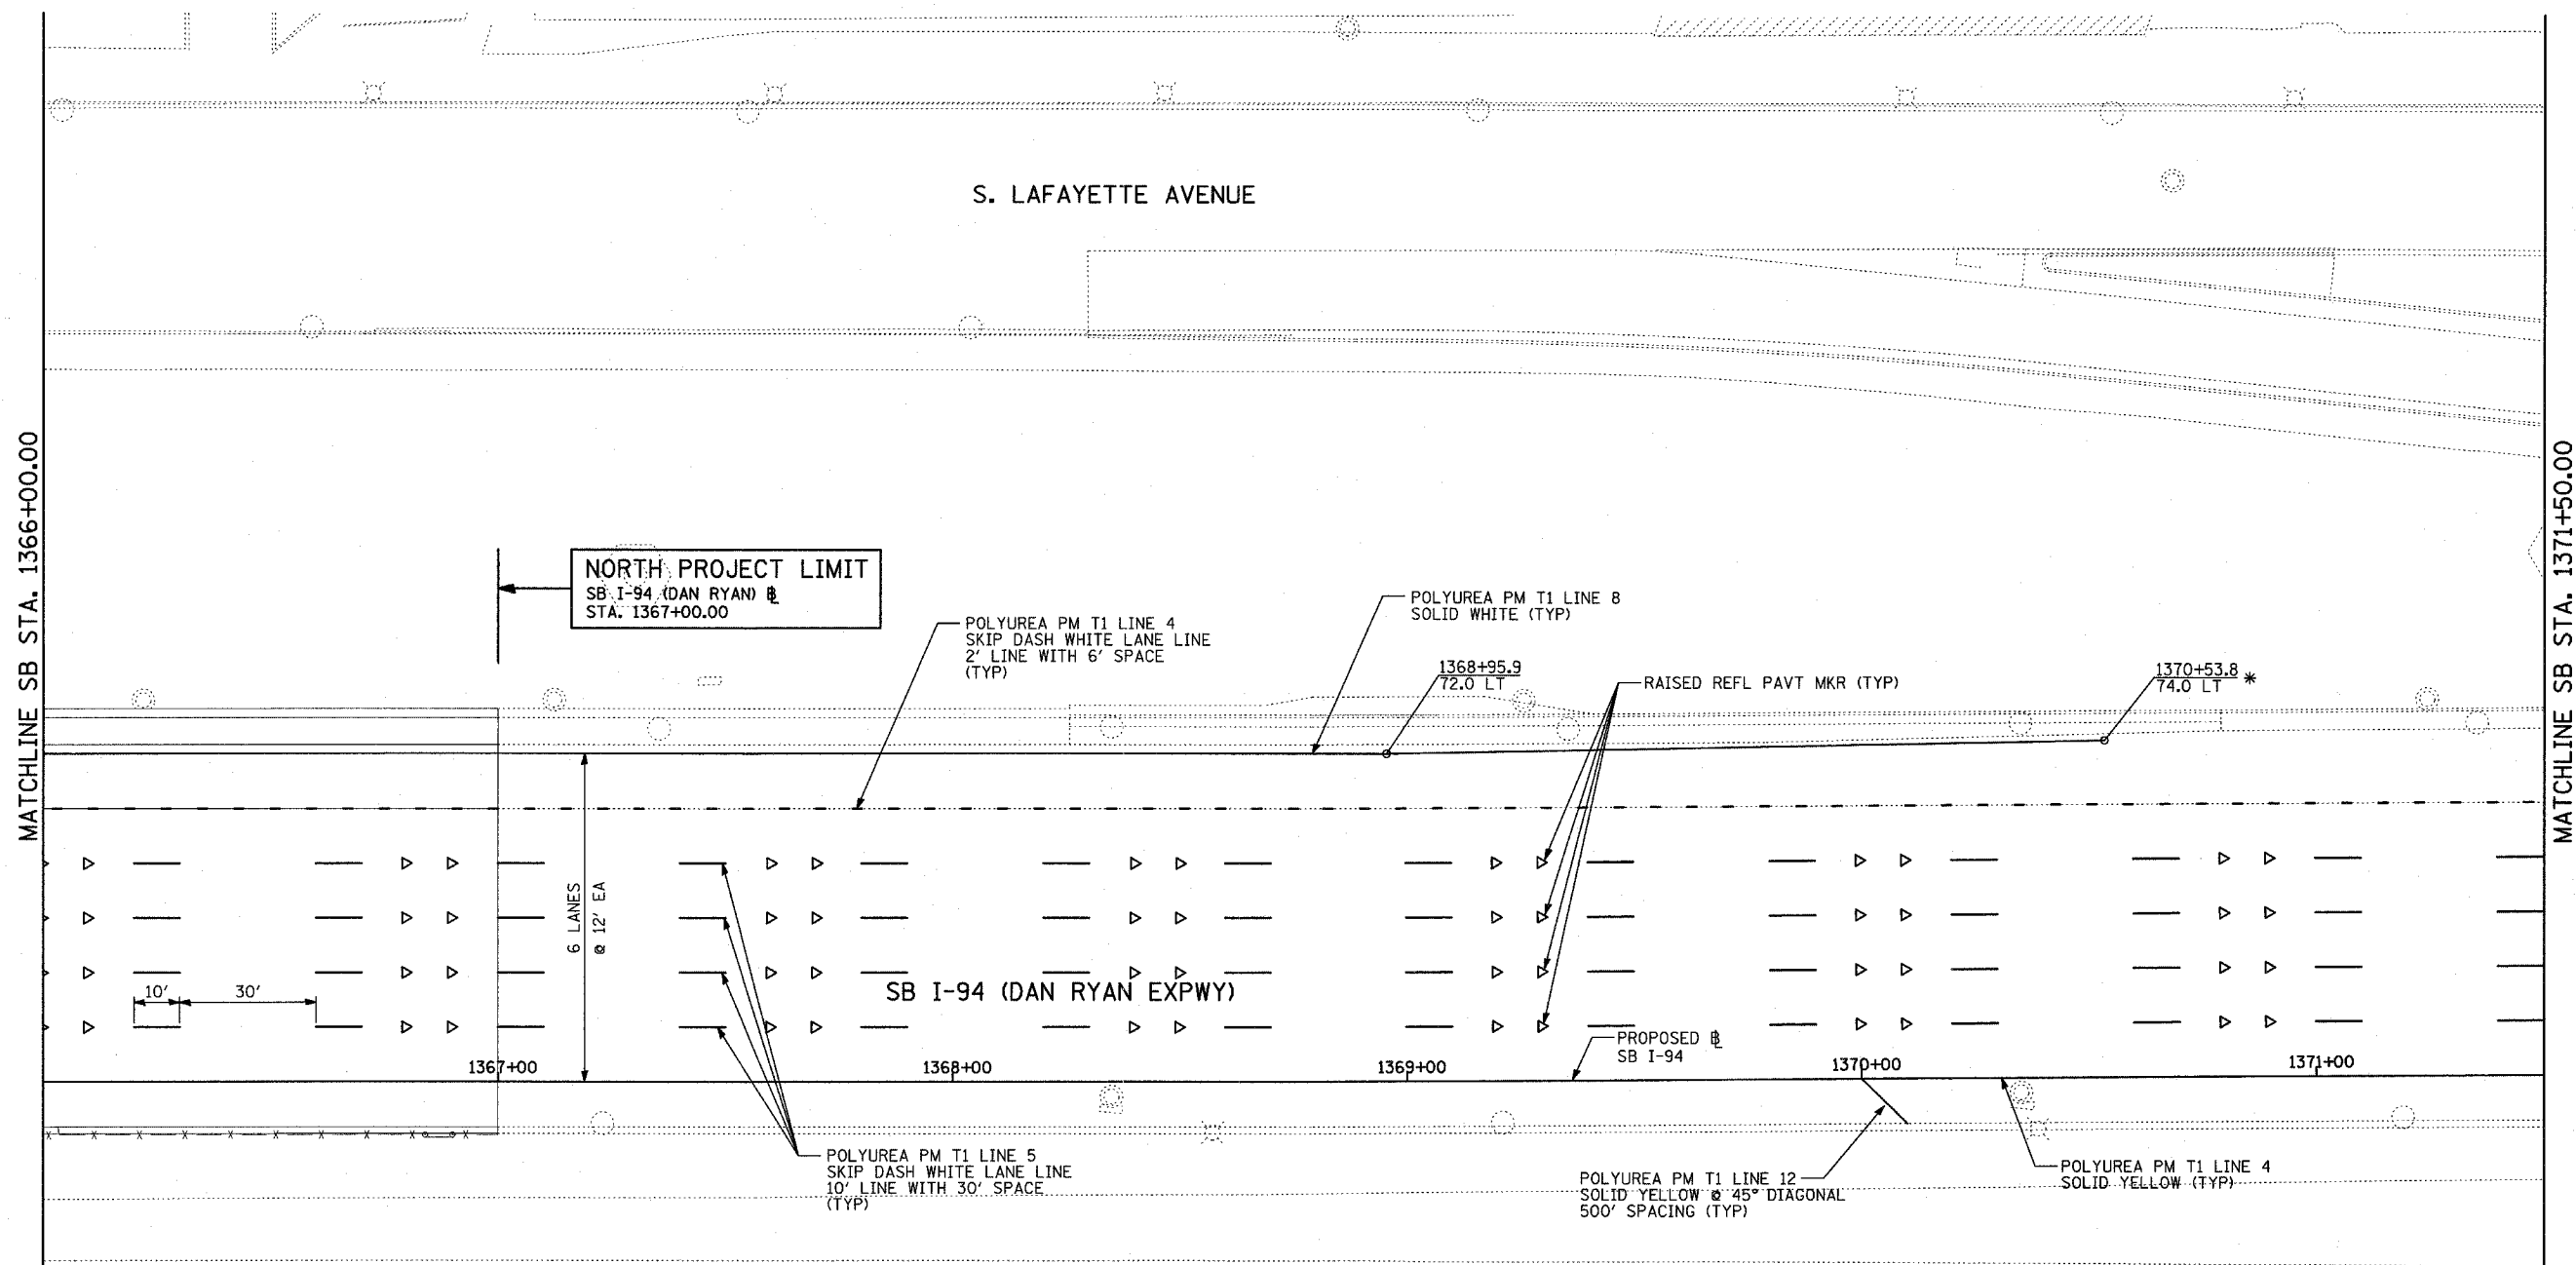 S. LAFAYETTE AVENUE
MATCHLINE SB STA. 1366+00.00
MATCHLINE SB STA. 1371+50.00
NORTH PROJECT LIMIT
SB I-94 (DAN RYAN) ℄
STA. 1367+00.00
POLYUREA PM T1 LINE 4
SKIP DASH WHITE LANE LINE
2' LINE WITH 6' SPACE
(TYP)
POLYUREA PM T1 LINE 8
SOLID WHITE (TYP)
1368+95.9
72.0 LT
RAISED REFL PAVT MKR (TYP)
1370+53.8
74.0 LT *
6 LANES
@ 12' EA
10'
30'
SB I-94 (DAN RYAN EXPWY)
PROPOSED ℄
SB I-94
1367+00
1368+00
1369+00
1370+00
1371+00
POLYUREA PM T1 LINE 5
SKIP DASH WHITE LANE LINE
10' LINE WITH 30' SPACE
(TYP)
POLYUREA PM T1 LINE 12
SOLID YELLOW @ 45° DIAGONAL
500' SPACING (TYP)
POLYUREA PM T1 LINE 4
SOLID YELLOW (TYP)